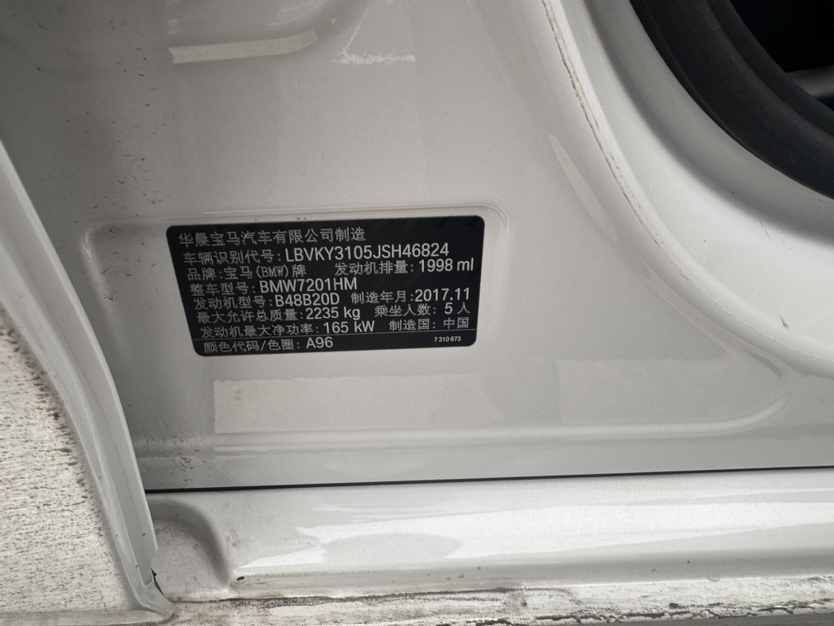 华晨宝马汽车有限公司制造
车辆识别代号: LBVKY3105JSH46824
品牌: 宝马(BMW)牌 发动机排量: 1998 ml
整车型号: BMW7201HM
发动机型号: B48B20D 制造年月: 2017.11
最大允许总质量: 2235 kg 乘坐人数: 5 人
发动机最大净功率: 165 kW 制造国: 中国
颜色代码/色圈: A96 7 310 873